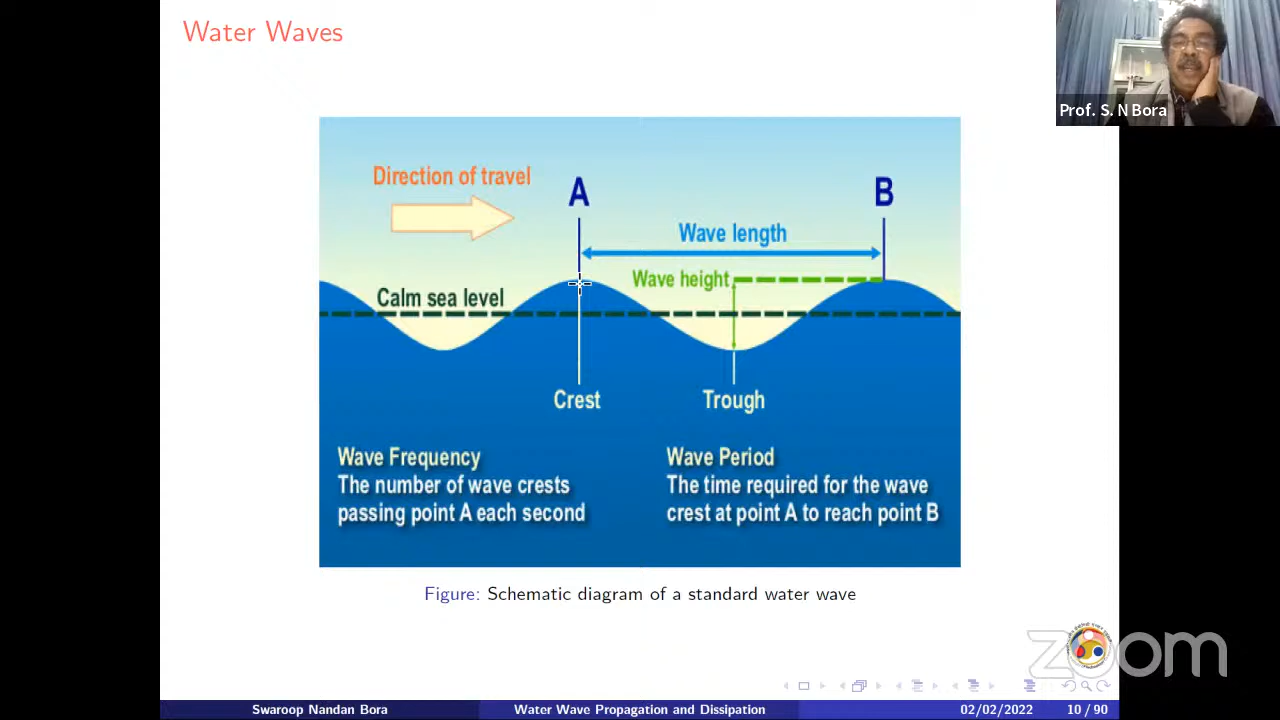 Water Waves
Prof. S. N Bora
Direction of travel
A
B
Wave length
Wave height
Calm sea level
Crest
Trough
Wave Frequency
The number of wave crests
passing point A each second
Wave Period
The time required for the wave
crest at point A to reach point B
Figure: Schematic diagram of a standard water wave
zoom
Swaroop Nandan Bora
Water Wave Propagation and Dissipation
02/02/2022
10 / 90